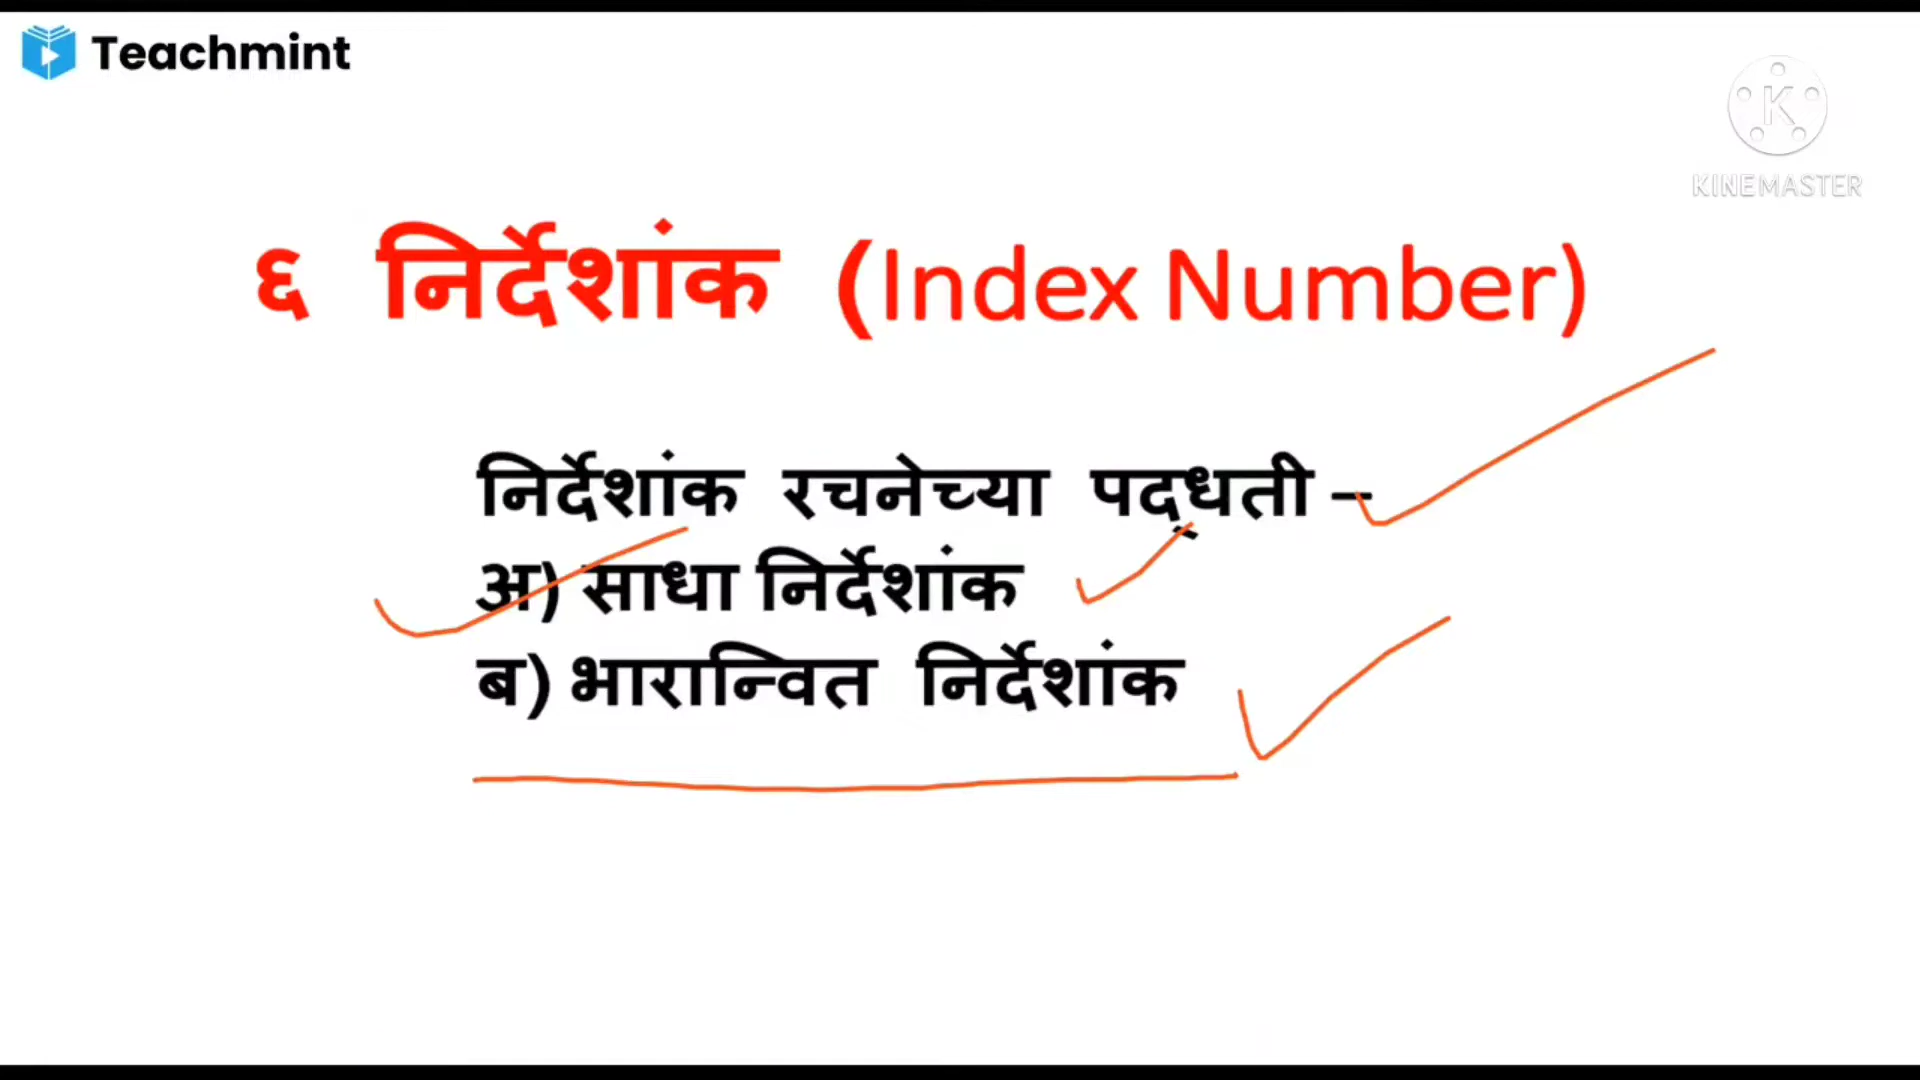 Teachmint
KINEMASTER
६ निर्देशांक (Index Number)
निर्देशांक रचनेच्या पद्धती –
अ) साधा निर्देशांक
ब) भारान्वित निर्देशांक